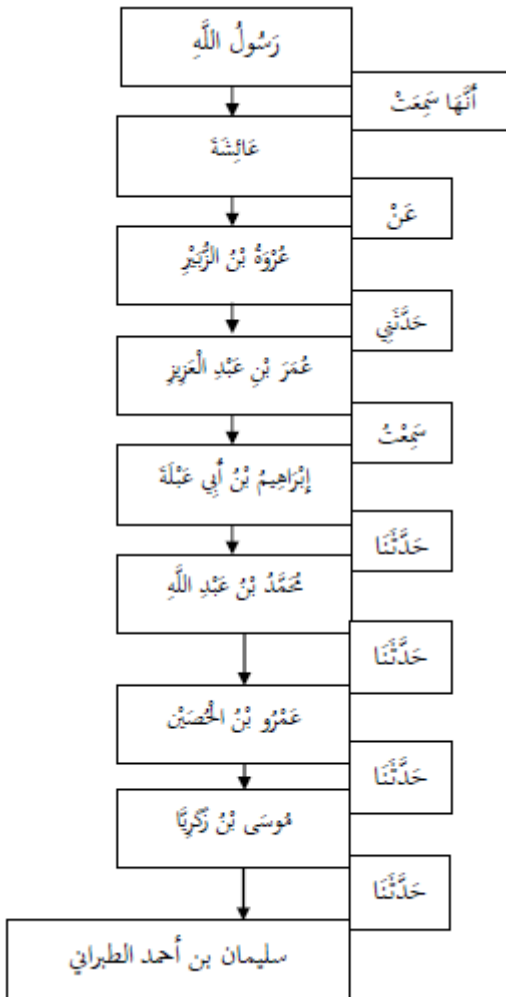 رَسُولُ اللَّهِ
أَنَّهَا سَمِعَتْ
عَائِشَةَ
عَنْ
عُرْوَةُ بْنُ الزُّبَيْرِ
حَدَّثَنِي
عُمَرَ بْنِ عَبْدِ الْعَزِيزِ
سَمِعْتُ
إِبْرَاهِيمُ بْنُ أَبِي عَبْلَةَ
حَدَّثَنَا
مُحَمَّدُ بْنُ عَبْدِ اللَّهِ
حَدَّثَنَا
عَمْرُو بْنُ الْحُصَيْنِ
حَدَّثَنَا
مُوسَى بْنُ زَكَرِيَّا
حَدَّثَنَا
سليمان بن أحمد الطبراني